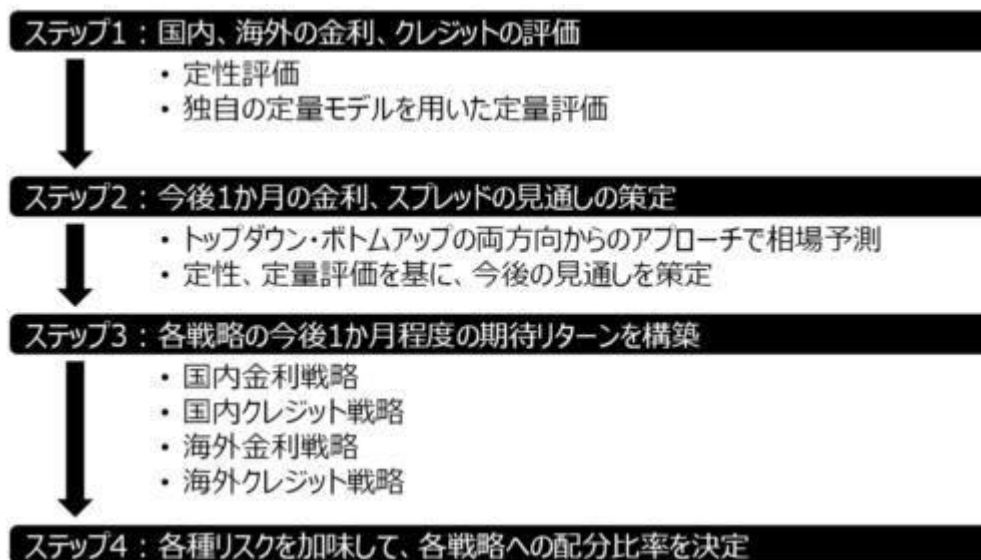 ステップ1：国内、海外の金利、クレジットの評価
・定性評価
・独自の定量モデルを用いた定量評価
ステップ2：今後1か月の金利、スプレッドの見通しの策定
・トップダウン・ボトムアップの両方向からのアプローチで相場予測
・定性、定量評価を基に、今後の見通しを策定
ステップ3：各戦略の今後1か月程度の期待リターンを構築
・国内金利戦略
・国内クレジット戦略
・海外金利戦略
・海外クレジット戦略
ステップ4：各種リスクを加味して、各戦略への配分比率を決定